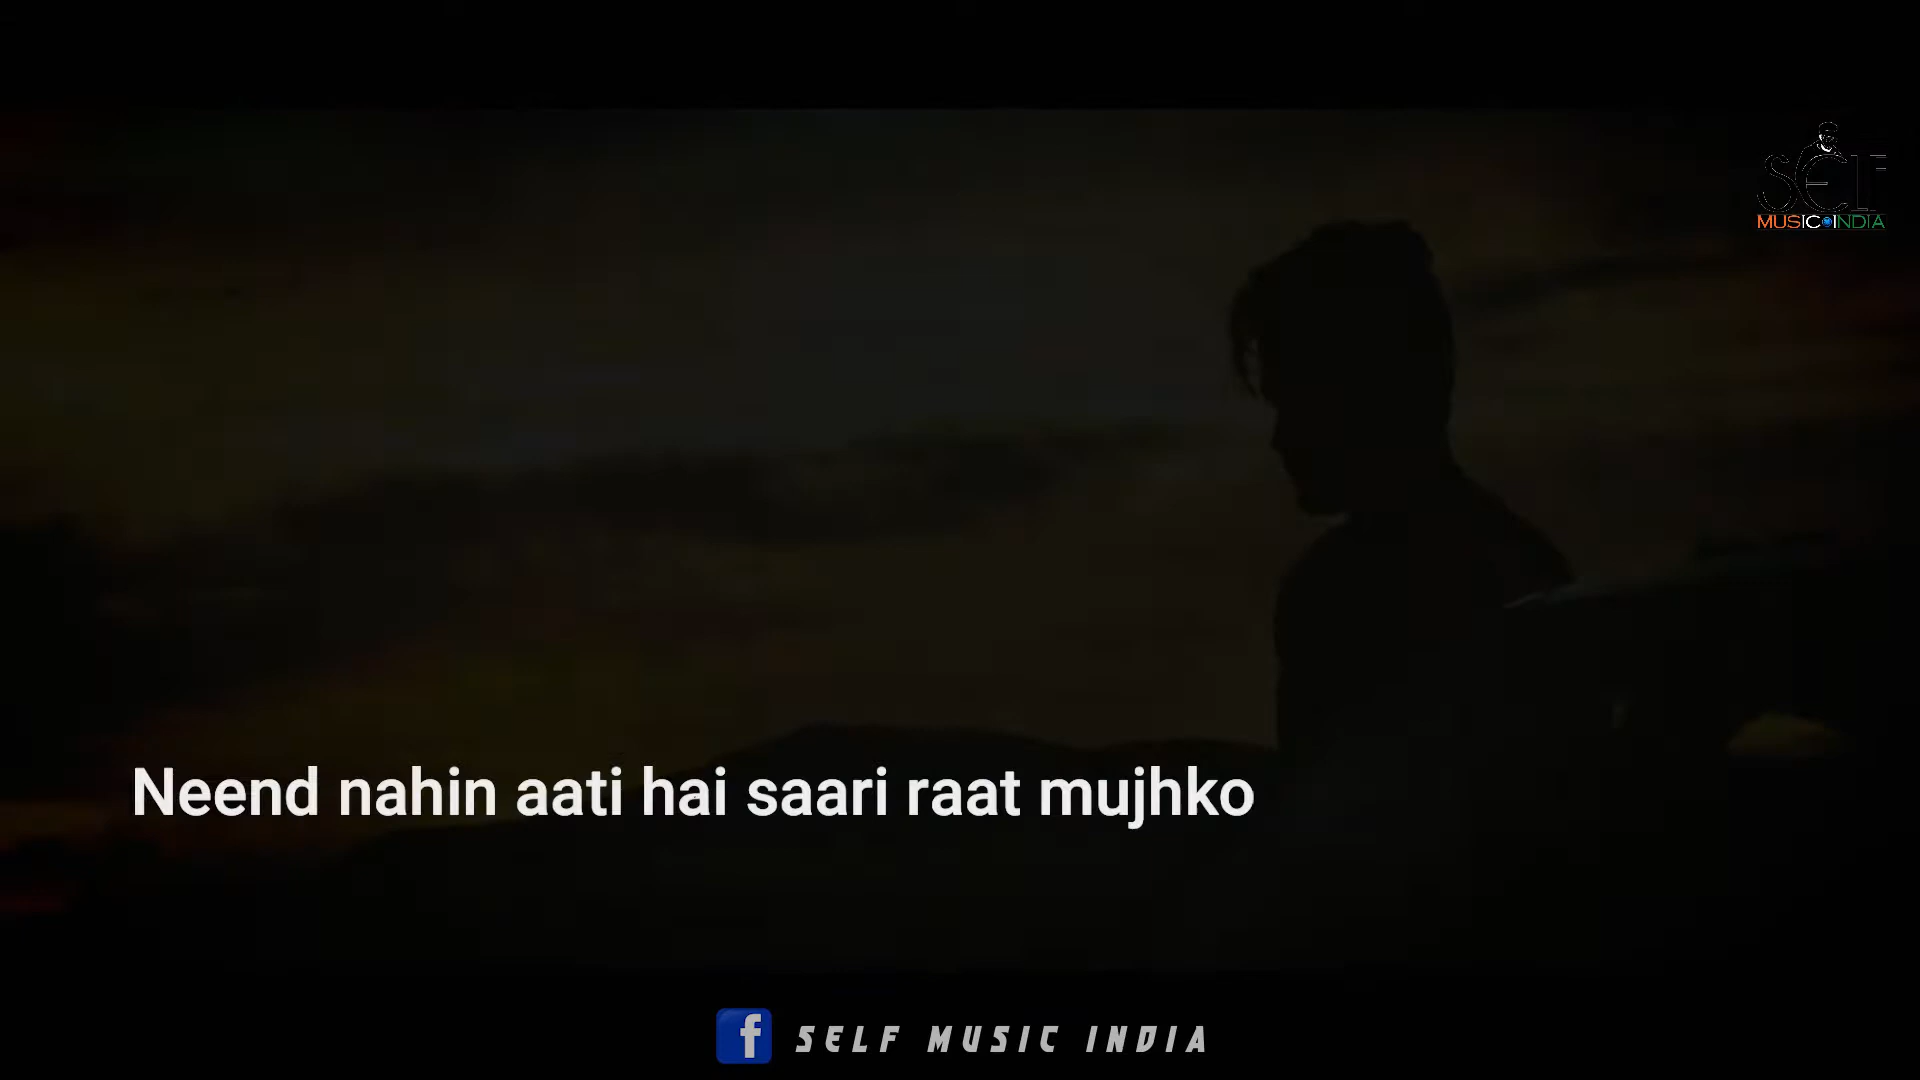 SELF
MUSIC INDIA
Neend nahin aati hai saari raat mujhko
f SELF MUSIC INDIA